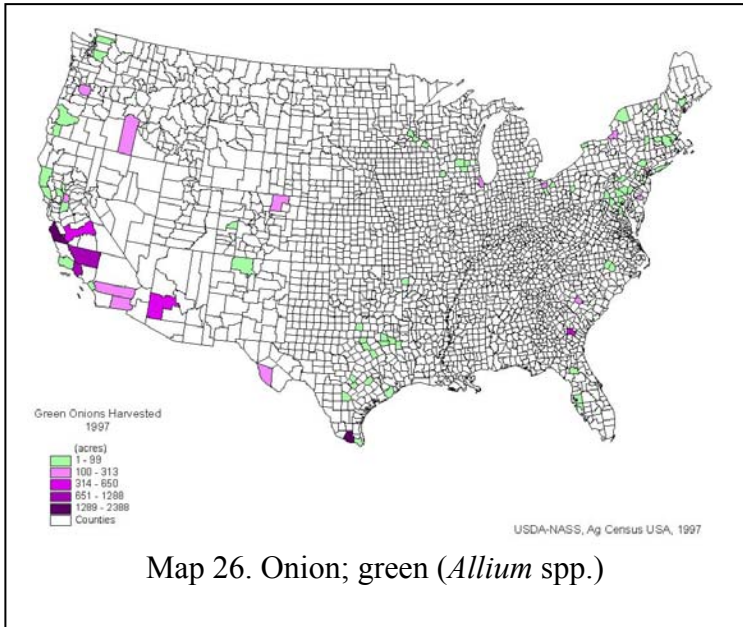 Green Onions Harvested
1997
(acres)
1 - 99
100 - 313
314 - 650
651 - 1288
1289 - 2388
Counties
USDA-NASS, Ag Census USA, 1997
Map 26. Onion; green (Allium spp.)